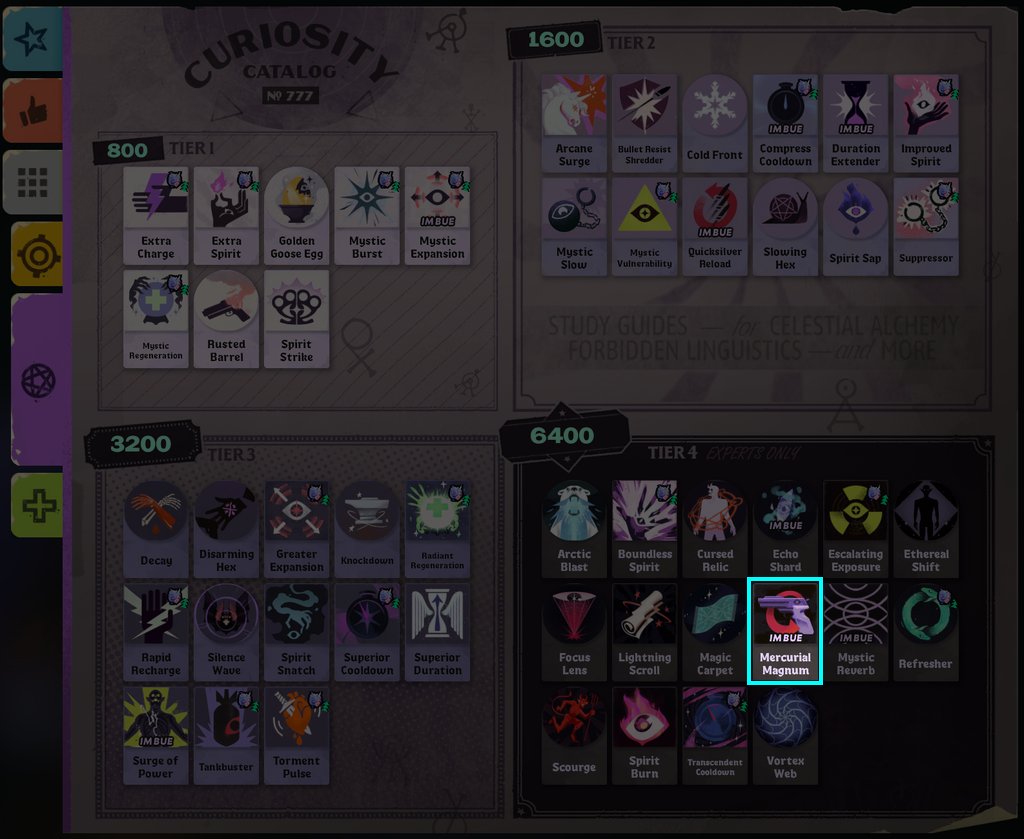 CURIOSITY
CATALOG
Nº 777
800 TIER 1
Extra Charge
Extra Spirit
Golden Goose Egg
Mystic Burst
IMBUE
Mystic Expansion
Mystic Regeneration
Rusted Barrel
Spirit Strike
1600 TIER 2
Arcane Surge
Bullet Resist Shredder
Cold Front
IMBUE
Compress Cooldown
IMBUE
Duration Extender
Improved Spirit
Mystic Slow
Mystic Vulnerability
IMBUE
Quicksilver Reload
Slowing Hex
Spirit Sap
Suppressor
STUDY GUIDES — for CELESTIAL ALCHEMY
FORBIDDEN LINGUISTICS — and MORE
3200 TIER 3
Decay
Disarming Hex
Greater Expansion
Knockdown
Radiant Regeneration
Rapid Recharge
Silence Wave
Spirit Snatch
Superior Cooldown
Superior Duration
IMBUE
Surge of Power
Tankbuster
Torment Pulse
6400 TIER 4 EXPERTS ONLY
Arctic Blast
Boundless Spirit
Cursed Relic
IMBUE
Echo Shard
Escalating Exposure
Ethereal Shift
Focus Lens
Lightning Scroll
Magic Carpet
IMBUE
Mercurial Magnum
IMBUE
Mystic Reverb
Refresher
Scourge
Spirit Burn
Transcendent Cooldown
Vortex Web